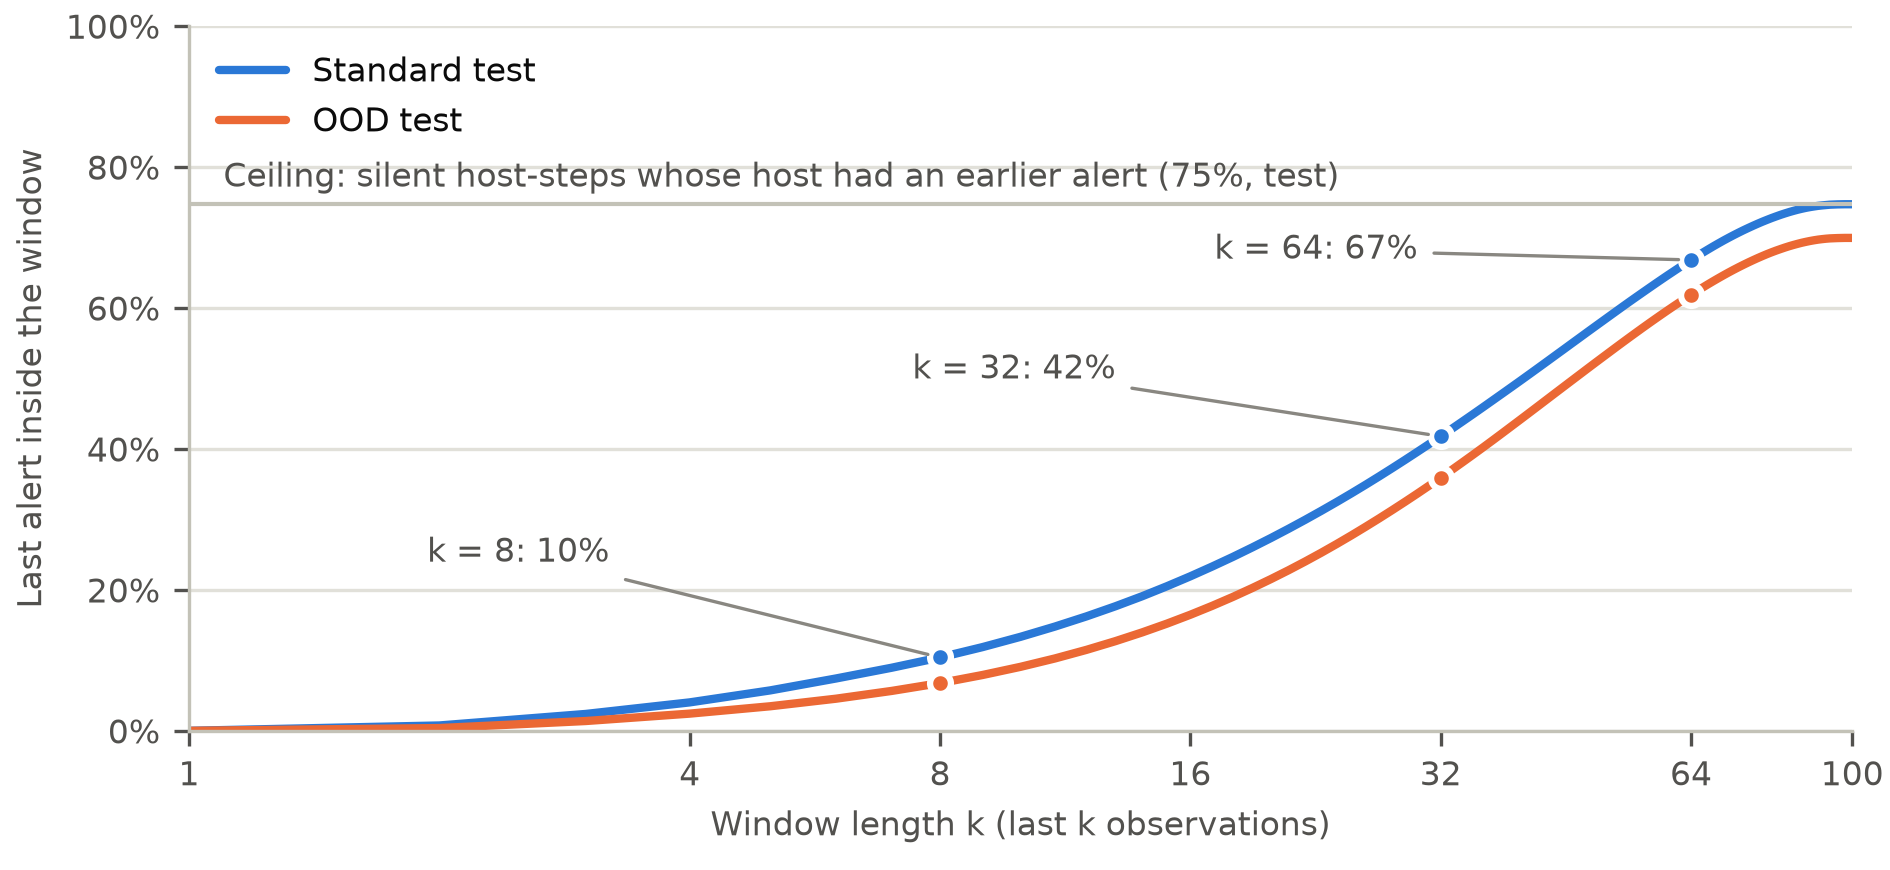 100%
Standard test
OOD test
80%
Ceiling: silent host-steps whose host had an earlier alert (75%, test)
k = 64: 67%
60%
k = 32: 42%
40%
k = 8: 10%
20%
0%
Last alert inside the window
1 4 8 16 32 64 100
Window length k (last k observations)